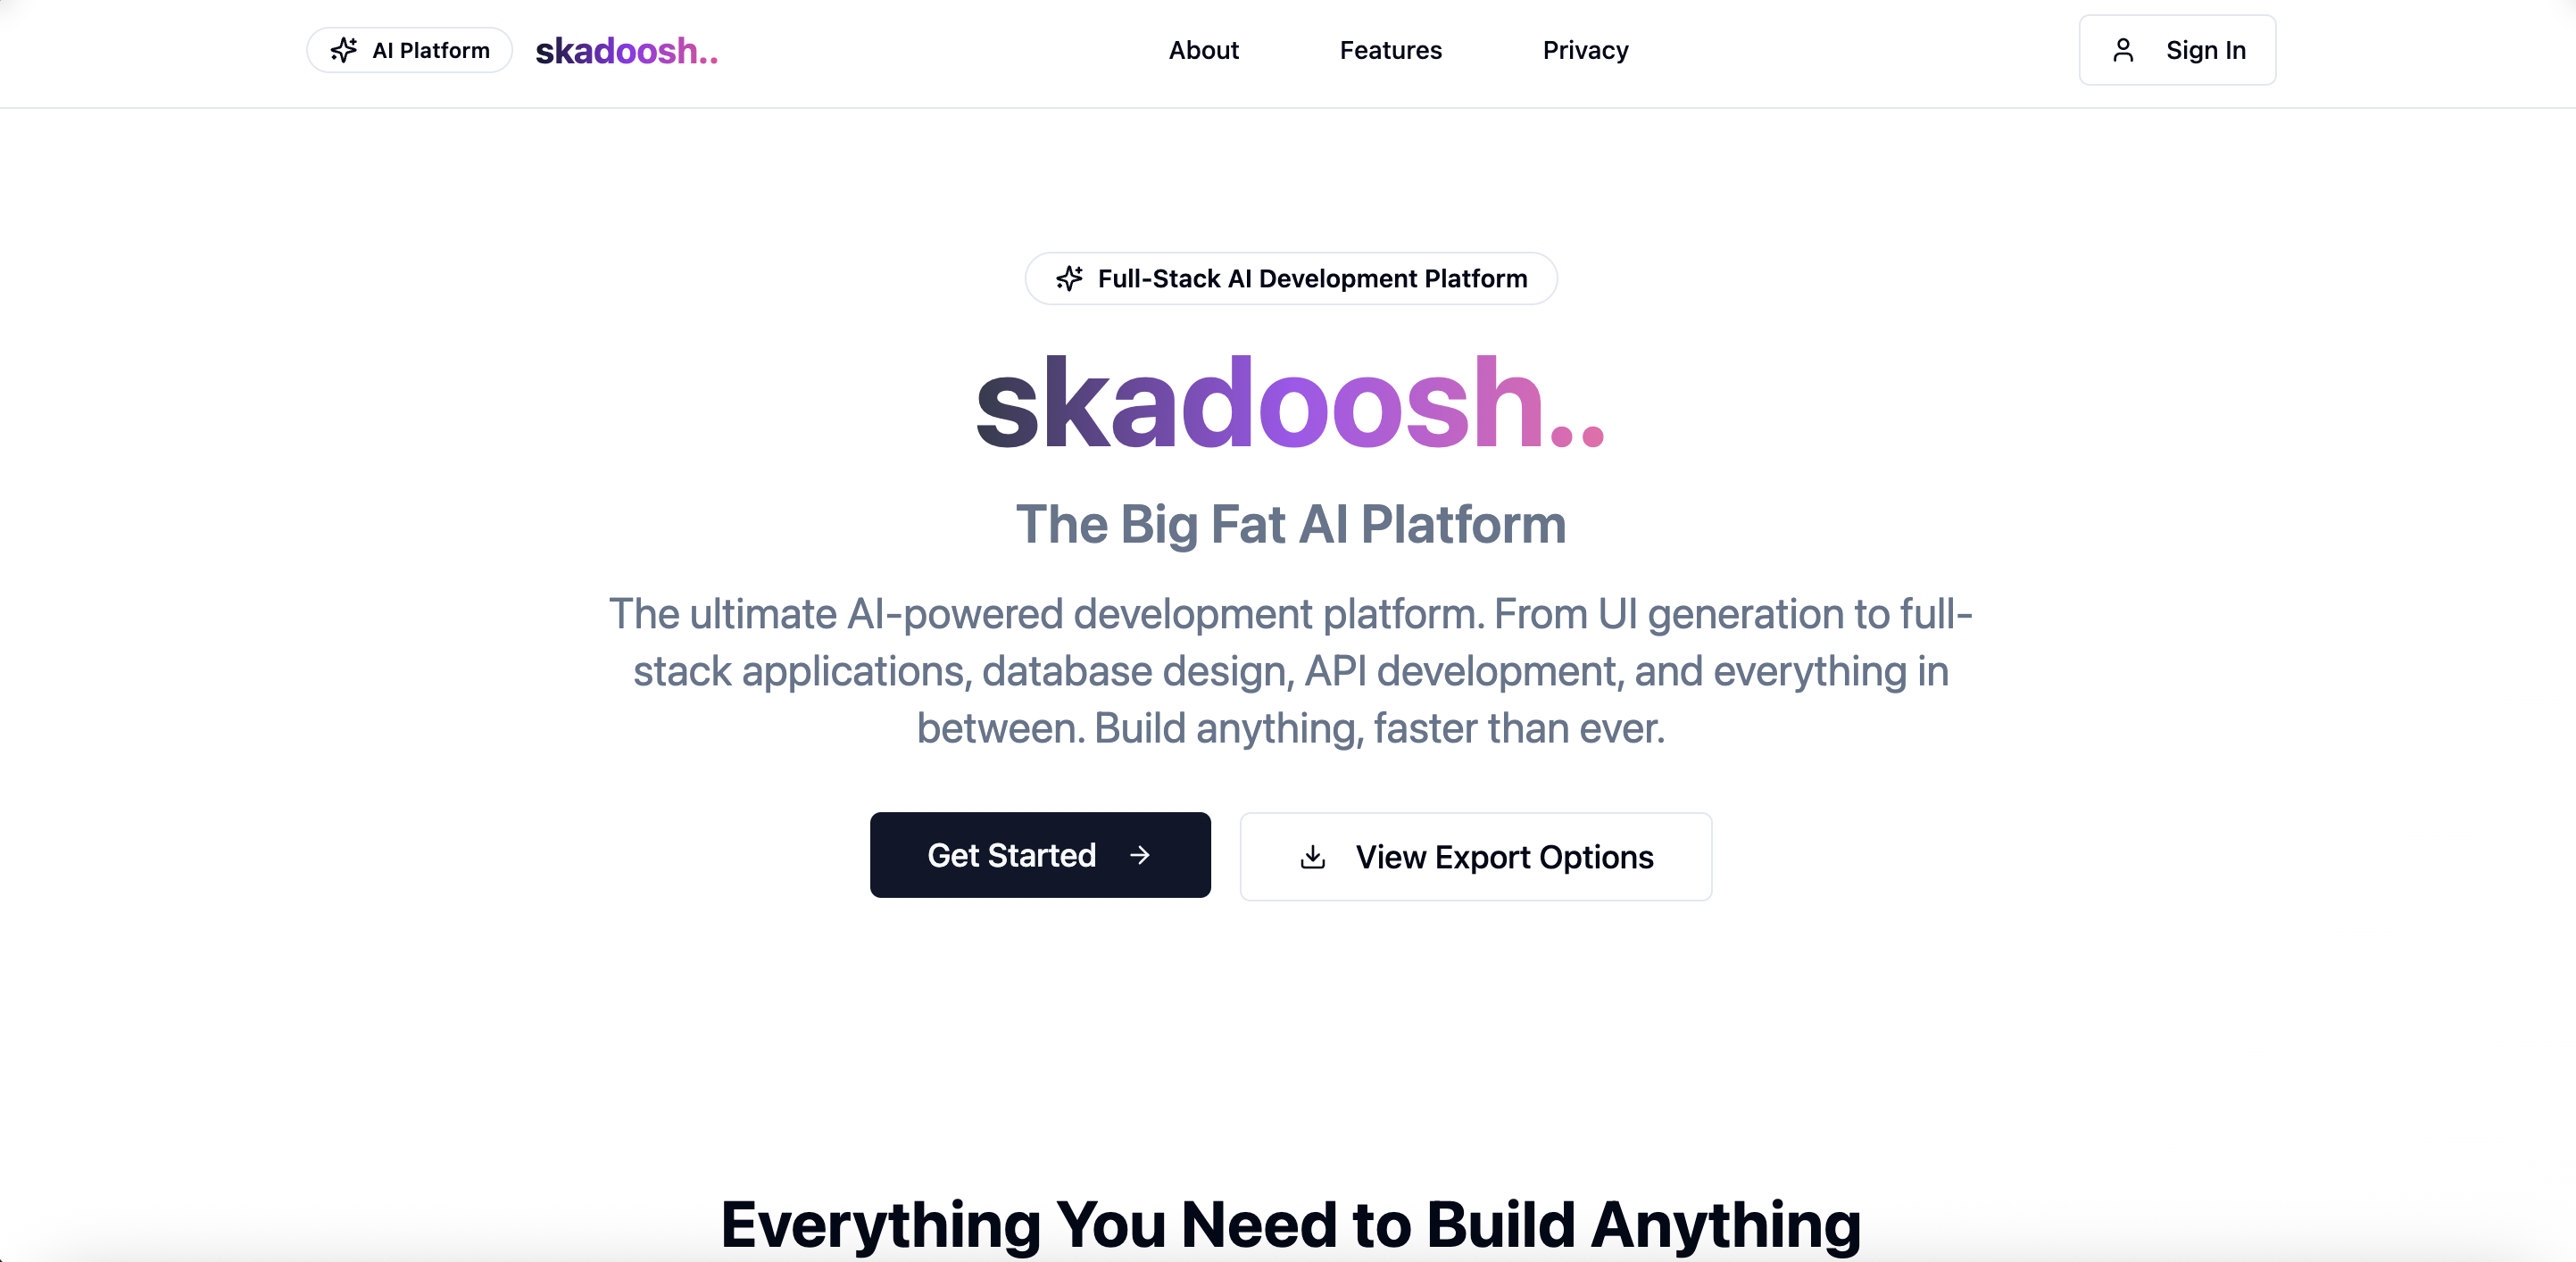 AI Platform
skadoosh..
About
Features
Privacy
Sign In
Full-Stack AI Development Platform
skadoosh..
The Big Fat AI Platform
The ultimate AI-powered development platform. From UI generation to full-
stack applications, database design, API development, and everything in
between. Build anything, faster than ever.
Get Started
View Export Options
Everything You Need to Build Anything